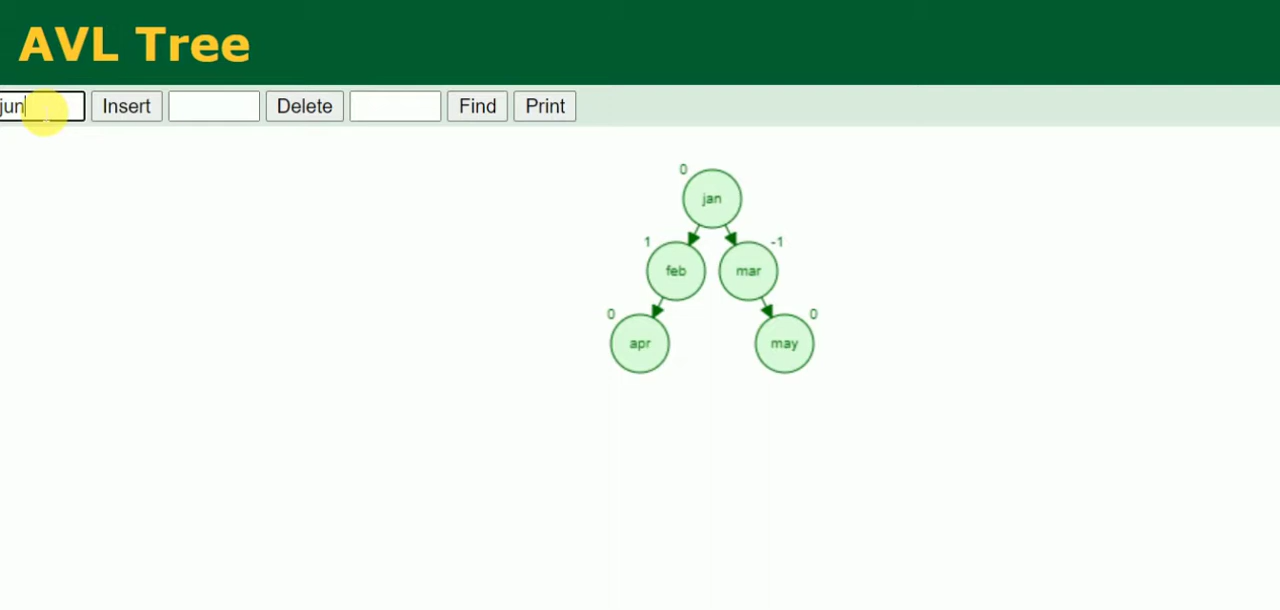 AVL Tree
jun Insert Delete Find Print
0
jan
1 -1
feb mar
0 0
apr may